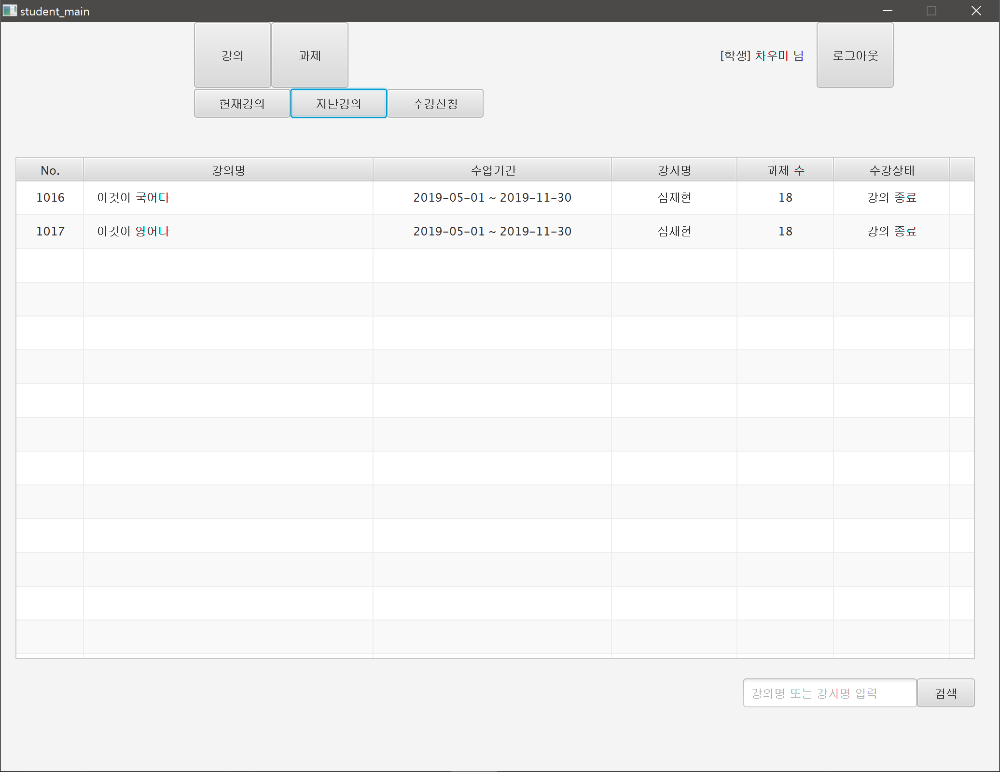 student_main
강의 과제 [학생] 차우미 님 로그아웃
현재강의 지난강의 수강신청
No. 강의명 수업기간 강사명 과제 수 수강상태
1016 이것이 국어다 2019-05-01 ~ 2019-11-30 심재현 18 강의 종료
1017 이것이 영어다 2019-05-01 ~ 2019-11-30 심재현 18 강의 종료
강의명 또는 강사명 입력 검색